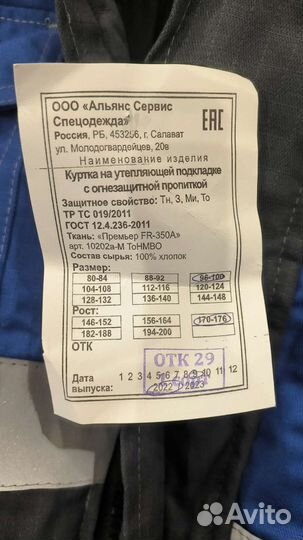 ООО «Альянс Сервис
Спецодежда»
EAC
Россия, РБ, 453256, г. Салават
ул. Молодогвардейцев, 20в
Наименование изделия
Куртка на утепляющей подкладке
с огнезащитной пропиткой
Защитное свойство: Тн, З, Ми, То
ТР ТС 019/2011
ГОСТ 12.4.236-2011
Ткань: «Премьер FR-350A»
арт. 10202а-М ТоНМВО
Состав сырья: 100% хлопок
Размер:
80-84 88-92 96-100
104-108 112-116 120-124
128-132 136-140 144-148
Рост:
146-152 156-164 170-176
182-188 194-200
ОТК
ОТК 29
Дата 1 2 3 4 5 6 7 8 9 10 11 12
выпуска: 2022 2023
Avito